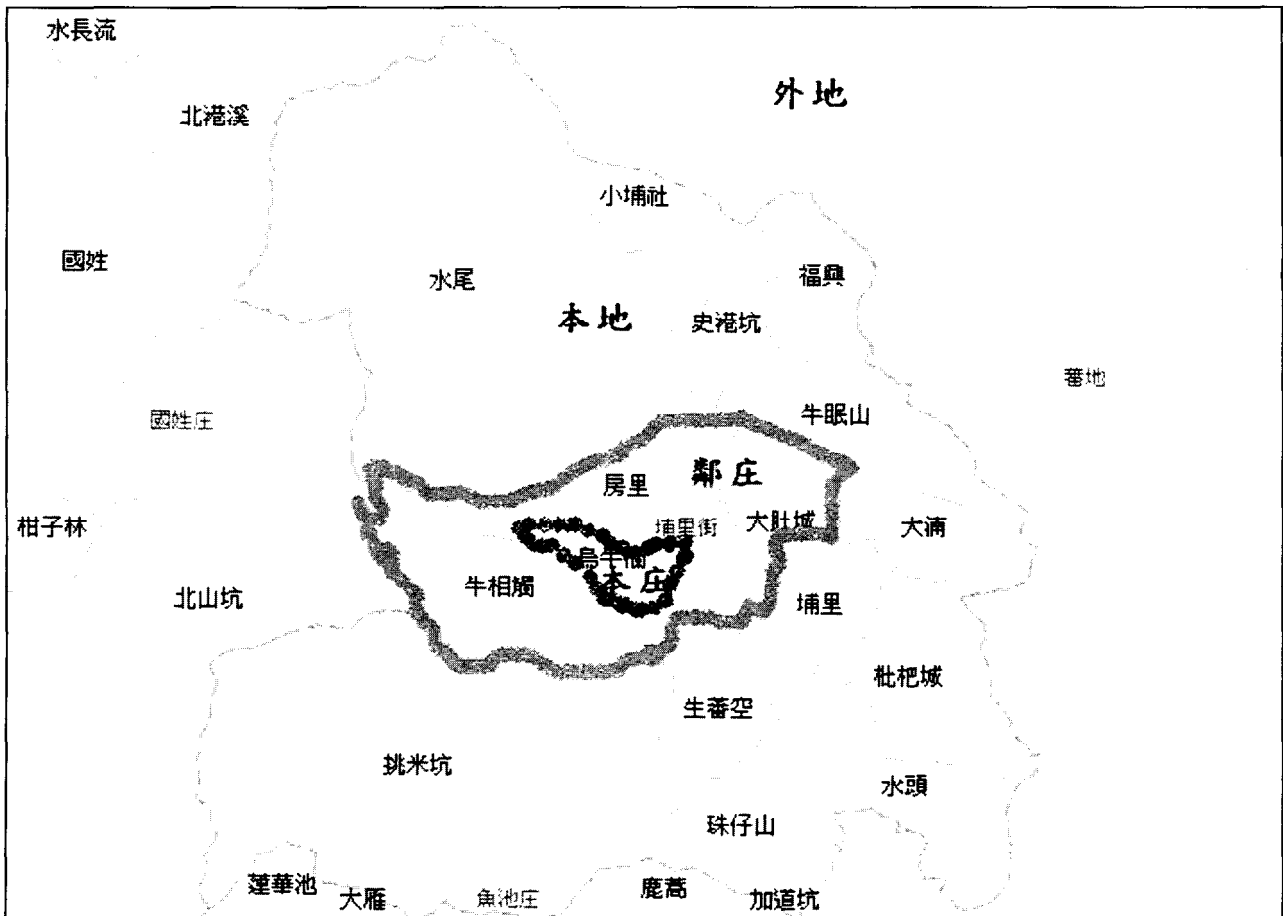 水長流
外地
北港溪
小埔社
國姓
水尾
福興
本地
史港坑
蕃地
國姓庄
牛眠山
鄰庄
房里
柑子林
埔里街
大肚城
大湳
烏牛欄
牛相觸
本庄
北山坑
埔里
枇杷城
生蕃空
挑米坑
水頭
珠仔山
蓮華池
大雁
魚池庄
鹿蒿
加道坑